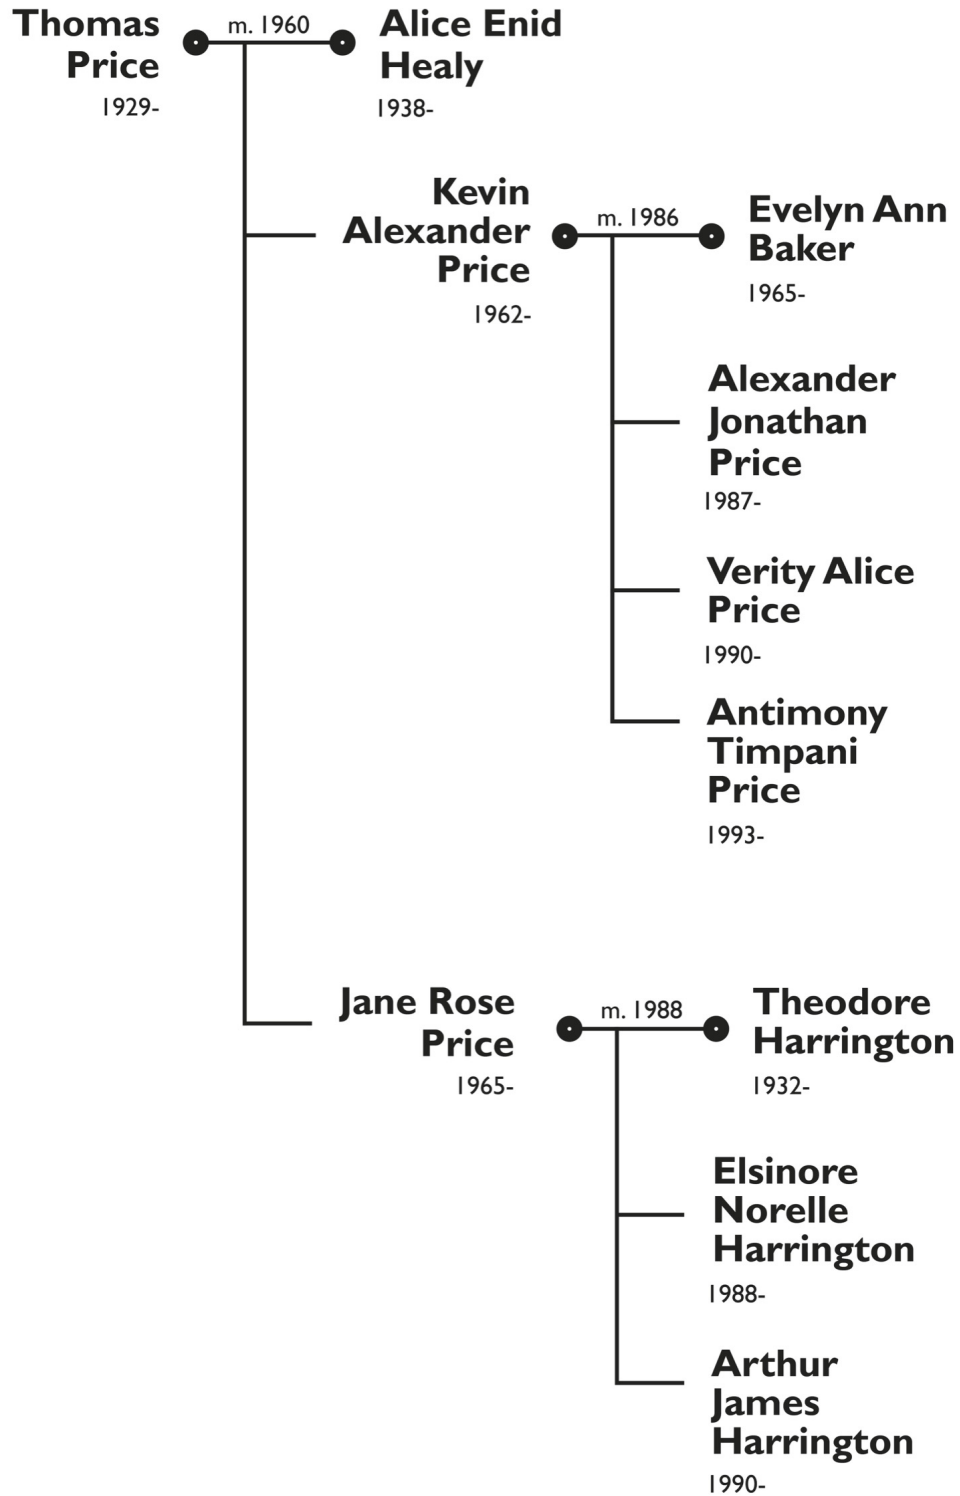 Thomas
Price
1929-
m. 1960
Alice Enid
Healy
1938-
Kevin
Alexander
Price
1962-
m. 1986
Evelyn Ann
Baker
1965-
Alexander
Jonathan
Price
1987-
Verity Alice
Price
1990-
Antimony
Timpani
Price
1993-
Jane Rose
Price
1965-
m. 1988
Theodore
Harrington
1932-
Elsinore
Norelle
Harrington
1988-
Arthur
James
Harrington
1990-